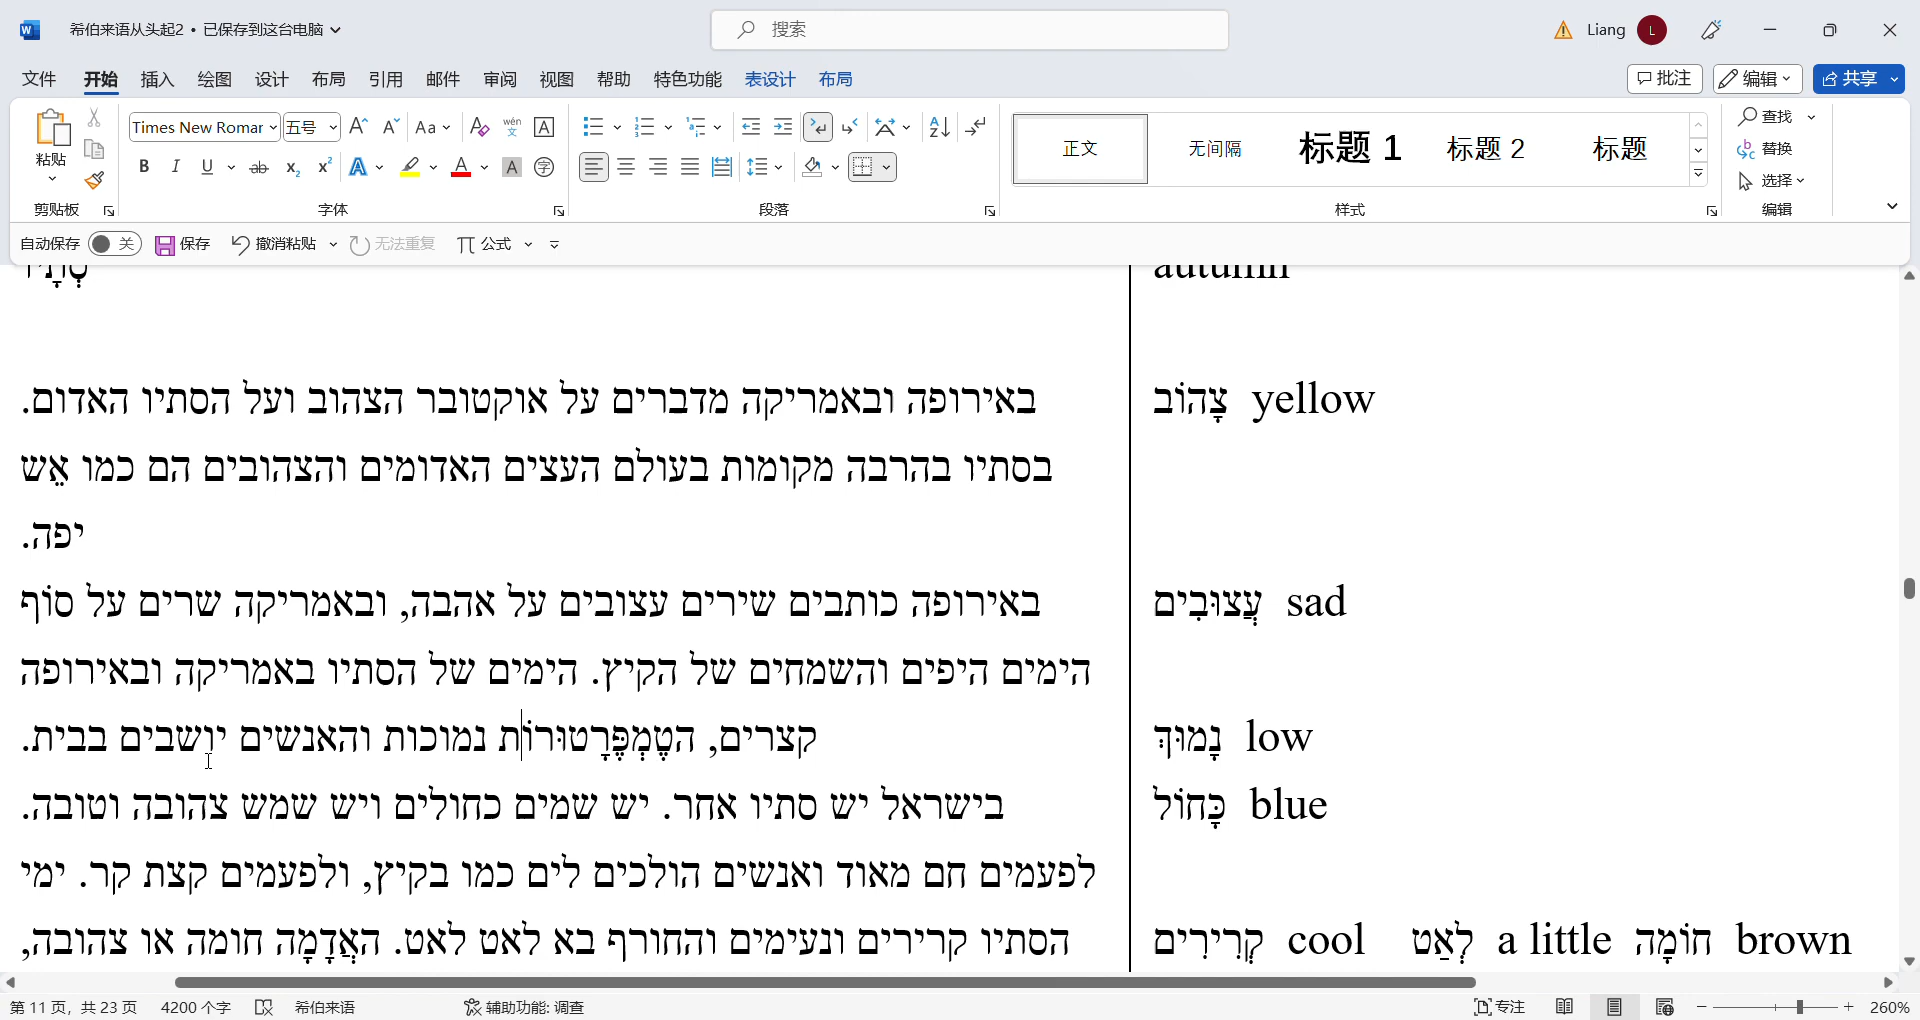 希伯来语从头起2 • 已保存到这台电脑
搜索
Liang
L
文件 开始 插入 绘图 设计 布局 引用 邮件 审阅 视图 帮助 特色功能 表设计 布局
批注 编辑 共享
粘贴
Times New Romar 五号
正文 无间隔 标题 1 标题 2 标题
查找
替换
选择
剪贴板 字体 段落 样式 编辑
自动保存 关 保存 撤消粘贴 无法重复 公式
סְתָיו autumn
באירופה ובאמריקה מדברים על אוקטובר הצהוב ועל הסתיו האדום.
צָהוֹב yellow
בסתיו בהרבה מקומות בעולם העצים האדומים והצהובים הם כמו אֵש
יפה.
באירופה כותבים שירים עצובים על אהבה, ובאמריקה שרים על סוֹף
עֲצוּבִים sad
הימים היפים והשמחים של הקיץ. הימים של הסתיו באמריקה ובאירופה
קצרים, הטֶמְפֶּרָטוּרוֹת נמוכות והאנשים יושבים בבית.
נָמוּךְ low
בישראל יש סתיו אחר. יש שמים כחולים ויש שמש צהובה וטובה.
כָּחוֹל blue
לפעמים חם מאוד ואנשים הולכים לים כמו בקיץ, ולפעמים קצת קר. ימי
הסתיו קרירים ונעימים והחורף בא לאט לאט. האֲדָמָה חומה או צהובה,
קְרִירִים cool לְאַט a little חוֹמָה brown
第 11 页，共 23 页 4200 个字 希伯来语 辅助功能: 调查 专注 260%